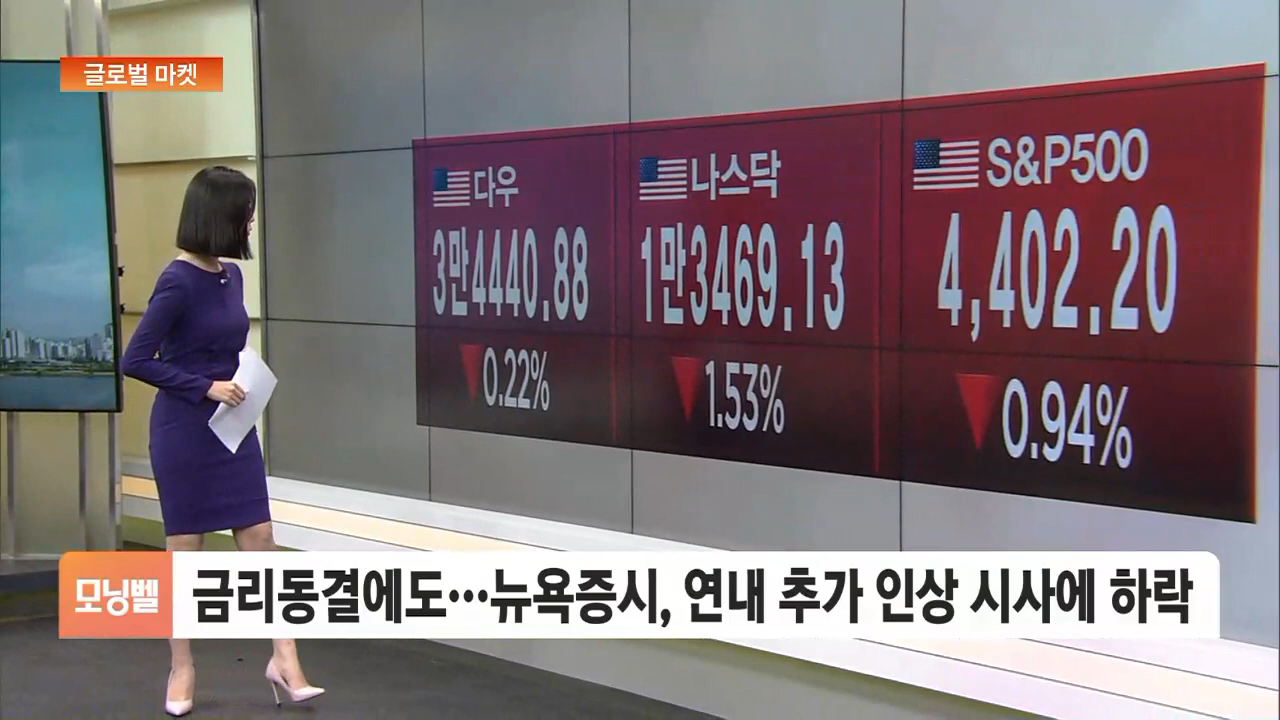 글로벌 마켓
다우
3만4440.88
0.22%
나스닥
1만3469.13
1.53%
S&P500
4,402.20
0.94%
모닝벨
금리동결에도…뉴욕증시, 연내 추가 인상 시사에 하락